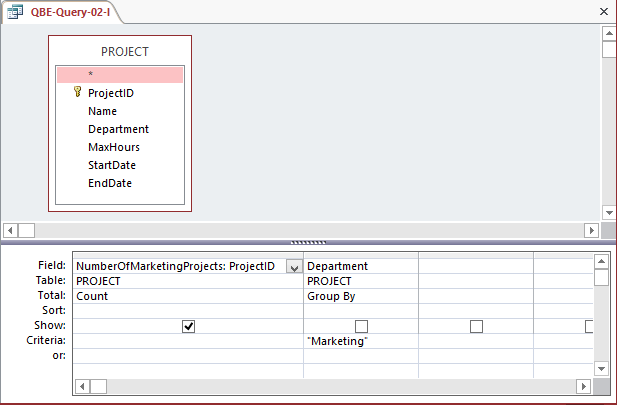 QBE-Query-02-I
PROJECT
*
ProjectID
Name
Department
MaxHours
StartDate
EndDate
Field: NumberOfMarketingProjects: ProjectID Department
Table: PROJECT PROJECT
Total: Count Group By
Sort:
Show:
Criteria: "Marketing"
or: